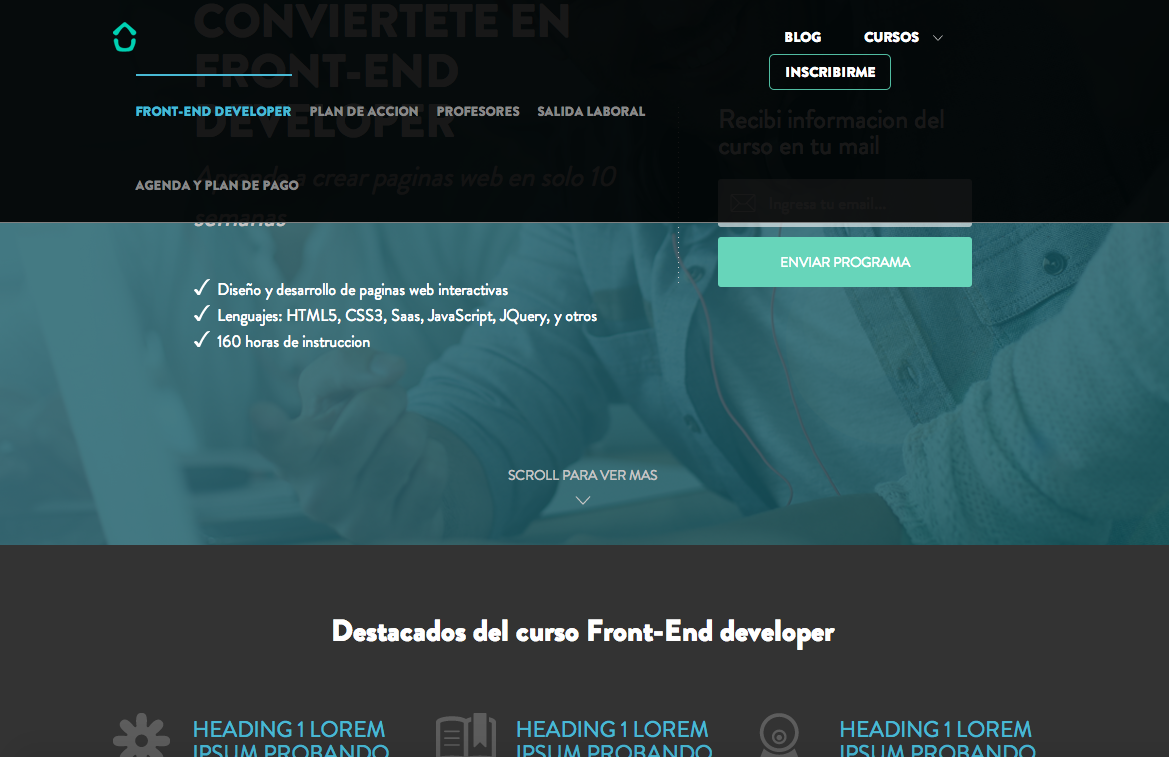 CONVIERTETE EN
FRONT-END
DEVELOPER
BLOG CURSOS
INSCRIBIRME
FRONT-END DEVELOPER PLAN DE ACCION PROFESORES SALIDA LABORAL
AGENDA Y PLAN DE PAGO
Aprende a crear paginas web en solo 10
semanas
Recibi informacion del
curso en tu mail
Ingresa tu email...
ENVIAR PROGRAMA
Diseño y desarrollo de paginas web interactivas
Lenguajes: HTML5, CSS3, Saas, JavaScript, JQuery, y otros
160 horas de instruccion
SCROLL PARA VER MAS
Destacados del curso Front-End developer
HEADING 1 LOREM
IPSUM PROBANDO
HEADING 1 LOREM
IPSUM PROBANDO
HEADING 1 LOREM
IPSUM PROBANDO